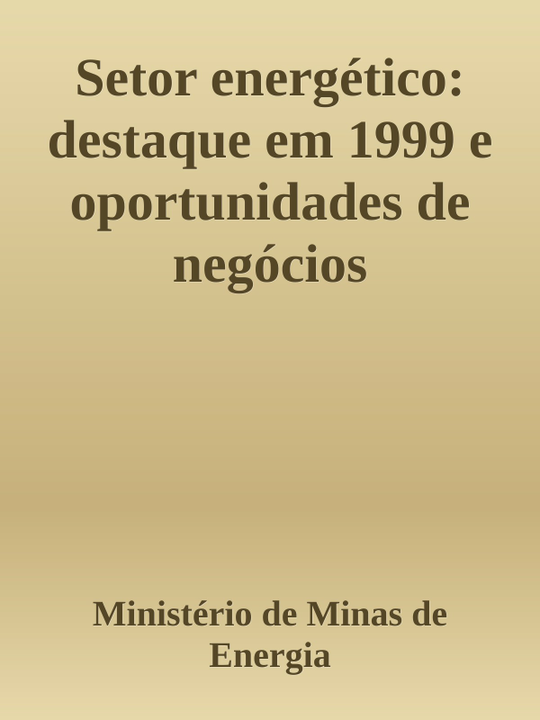 Setor energético:
destaque em 1999 e
oportunidades de
negócios
Ministério de Minas de
Energia